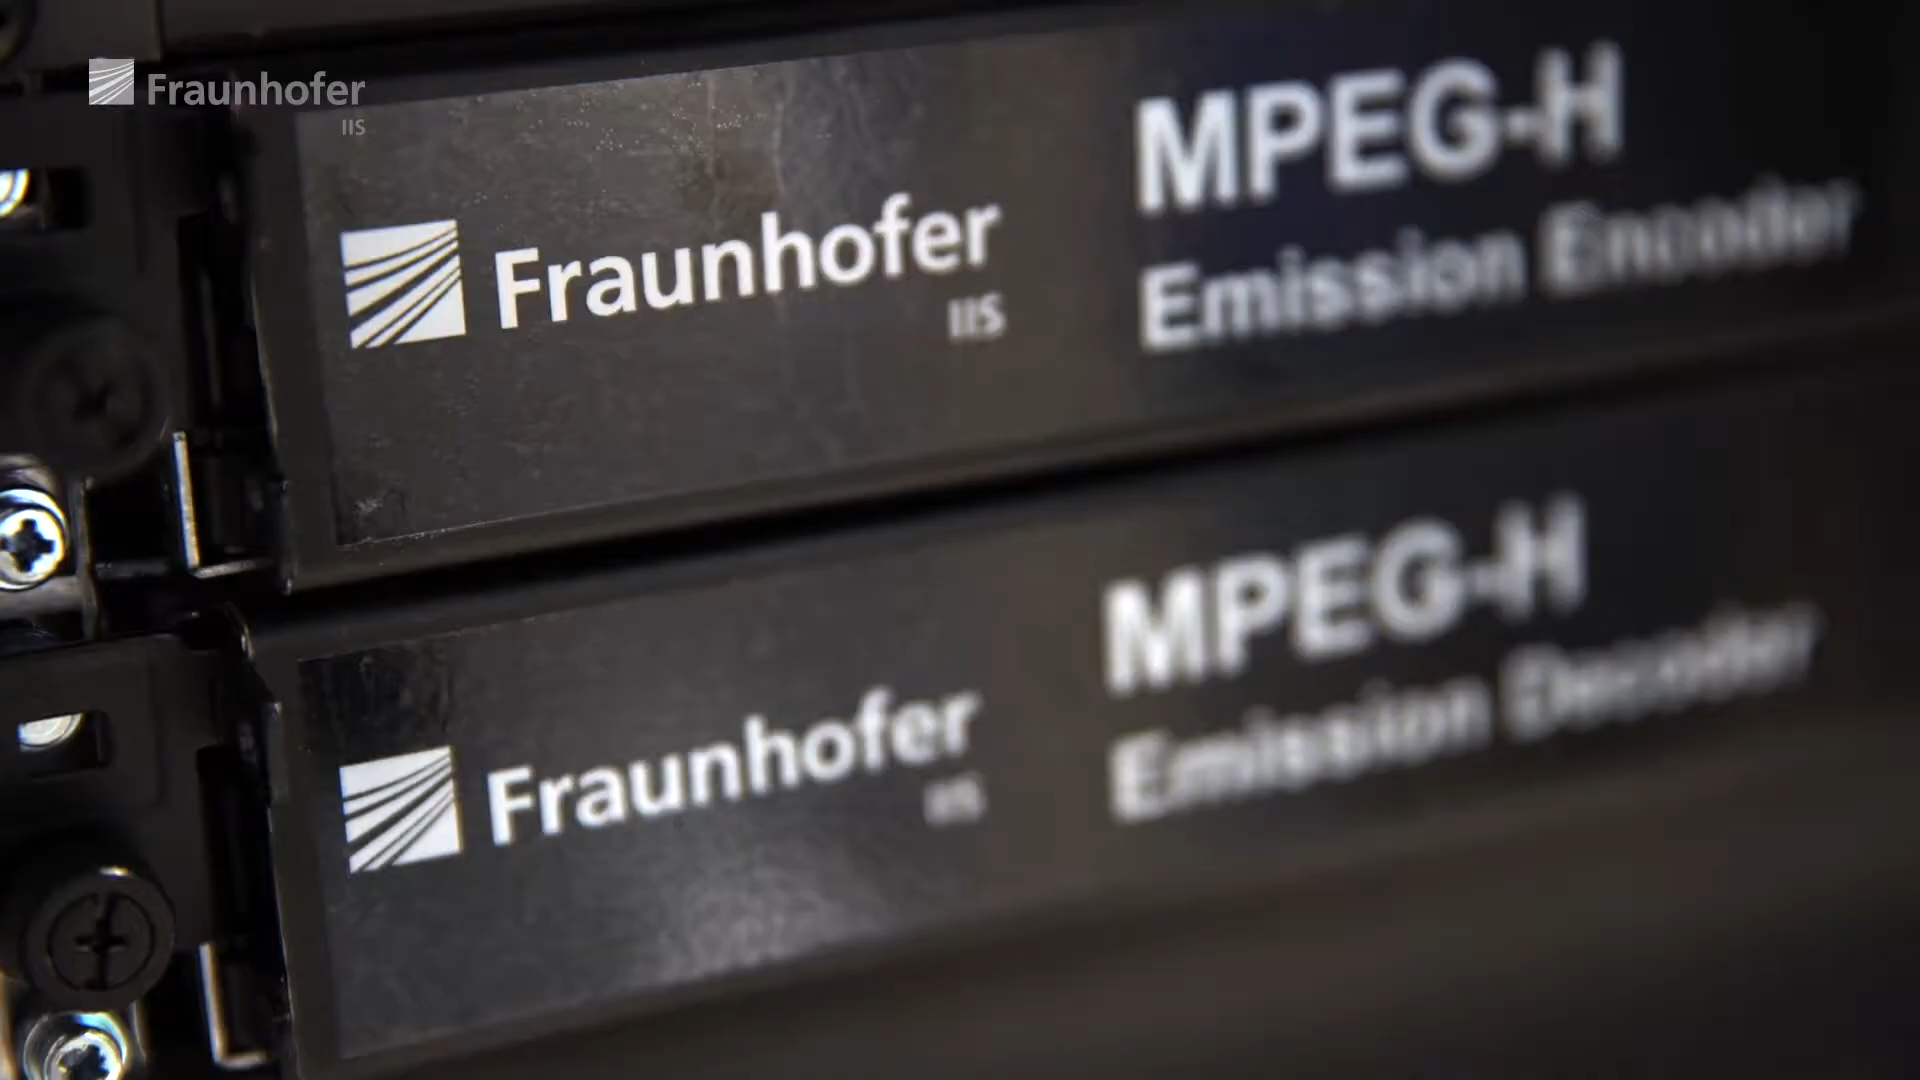 Fraunhofer
IIS
Fraunhofer
IIS
MPEG-H
Emission Encoder
Fraunhofer
IIS
MPEG-H
Emission Decoder